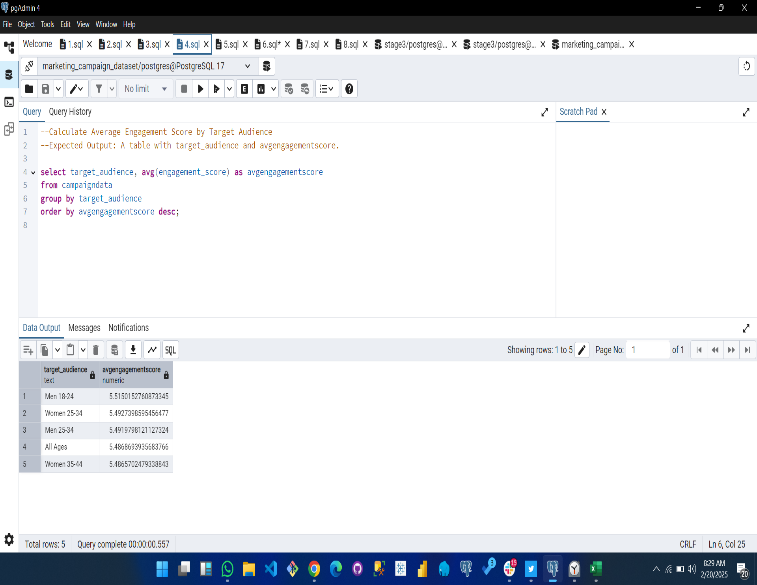 pgAdmin 4
File Object Tools Edit View Window Help
Welcome 1.sql X 2.sql X 3.sql X 4.sql X 5.sql X 6.sql* X 7.sql X 8.sql X stage3/postgres@... X stage3/postgres@... X marketing_campai... X
marketing_campaign_dataset/postgres@PostgreSQL 17
No limit
Query Query History
Scratch Pad X
1 --Calculate Average Engagement Score by Target Audience
2 --Expected Output: A table with target_audience and avgengagementscore.
3
4 select target_audience, avg(engagement_score) as avgengagementscore
5 from campaigndata
6 group by target_audience
7 order by avgengagementscore desc;
8
Data Output Messages Notifications
SQL
Showing rows: 1 to 5 Page No: 1 of 1
target_audience avgengagementscore
text numeric
1 Men 18-24 5.5150152760873345
2 Women 25-34 5.4927398595456477
3 Men 25-34 5.4919798121127324
4 All Ages 5.4868693935683766
5 Women 35-44 5.4865702479338843
Total rows: 5 Query complete 00:00:00.557
CRLF Ln 6, Col 25
8:29 AM
2/20/2025
20